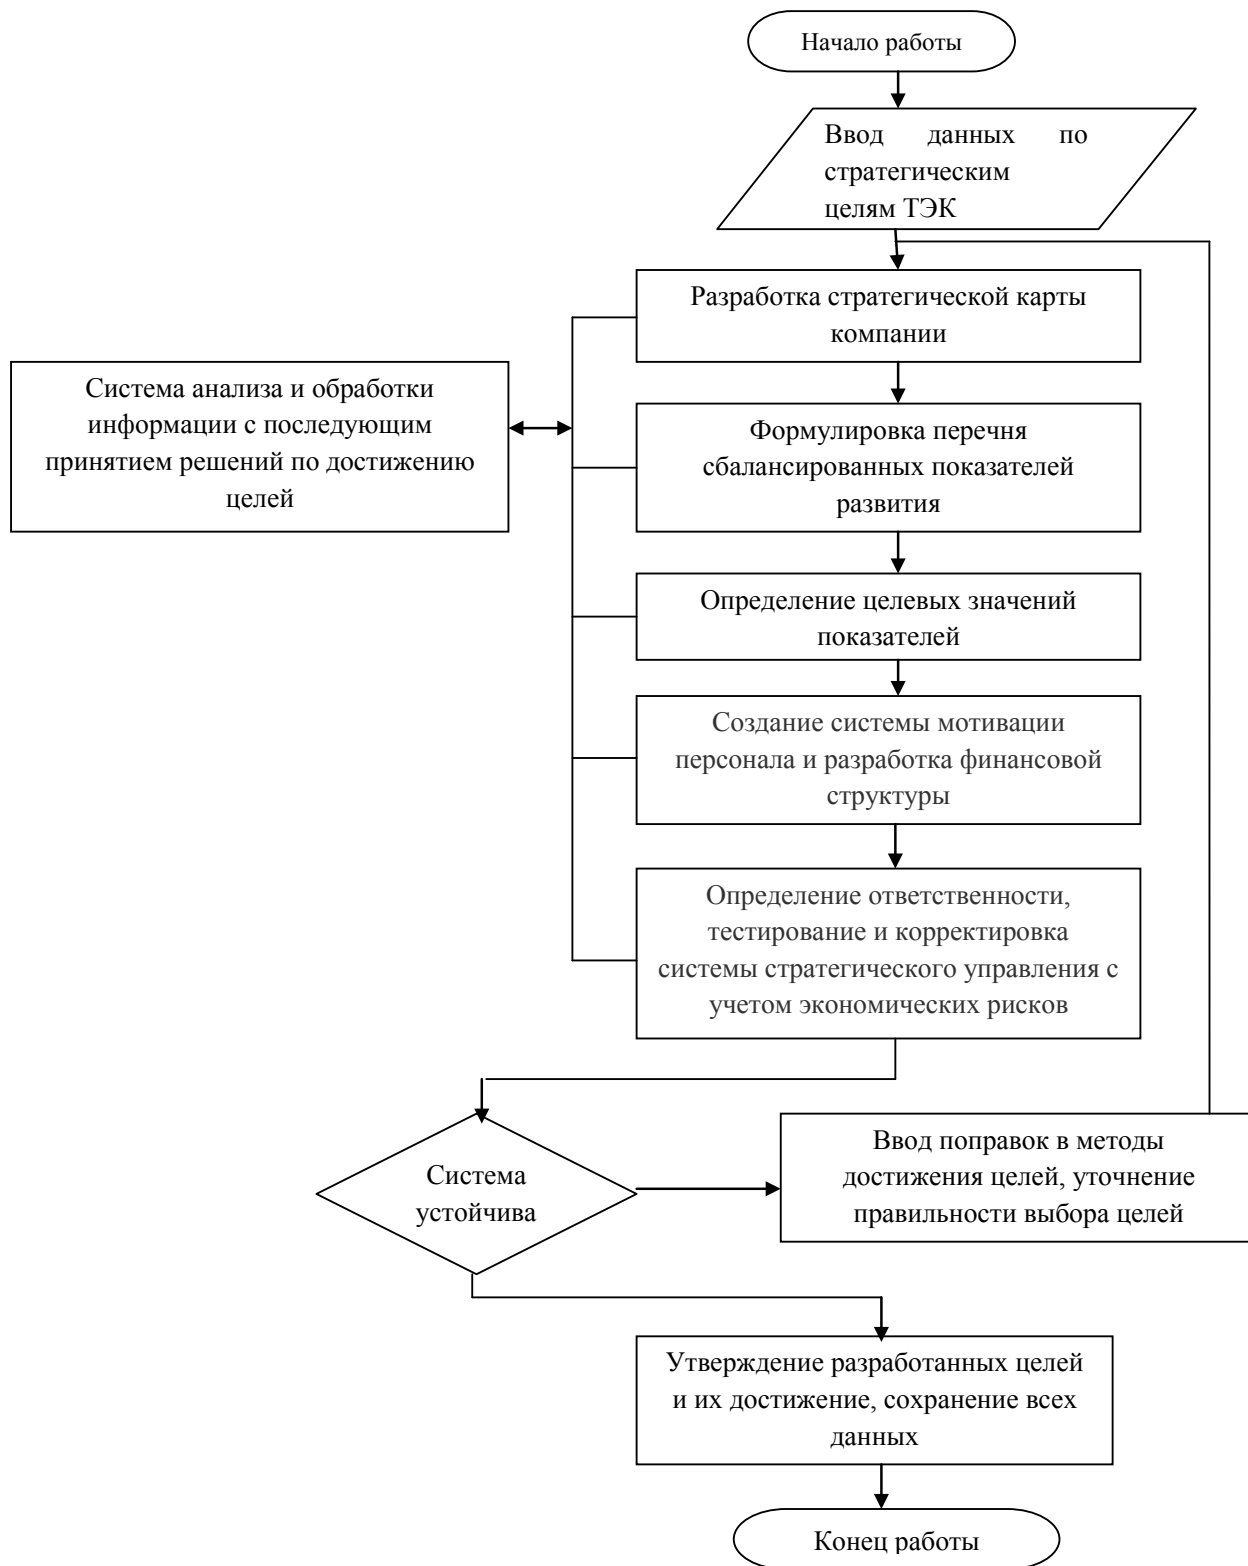 Начало работы
Ввод данных по
стратегическим
целям ТЭК
Разработка стратегической карты
компании
Система анализа и обработки
информации с последующим
принятием решений по достижению
целей
Формулировка перечня
сбалансированных показателей
развития
Определение целевых значений
показателей
Создание системы мотивации
персонала и разработка финансовой
структуры
Определение ответственности,
тестирование и корректировка
системы стратегического управления с
учетом экономических рисков
Система
устойчива
Ввод поправок в методы
достижения целей, уточнение
правильности выбора целей
Утверждение разработанных целей
и их достижение, сохранение всех
данных
Конец работы